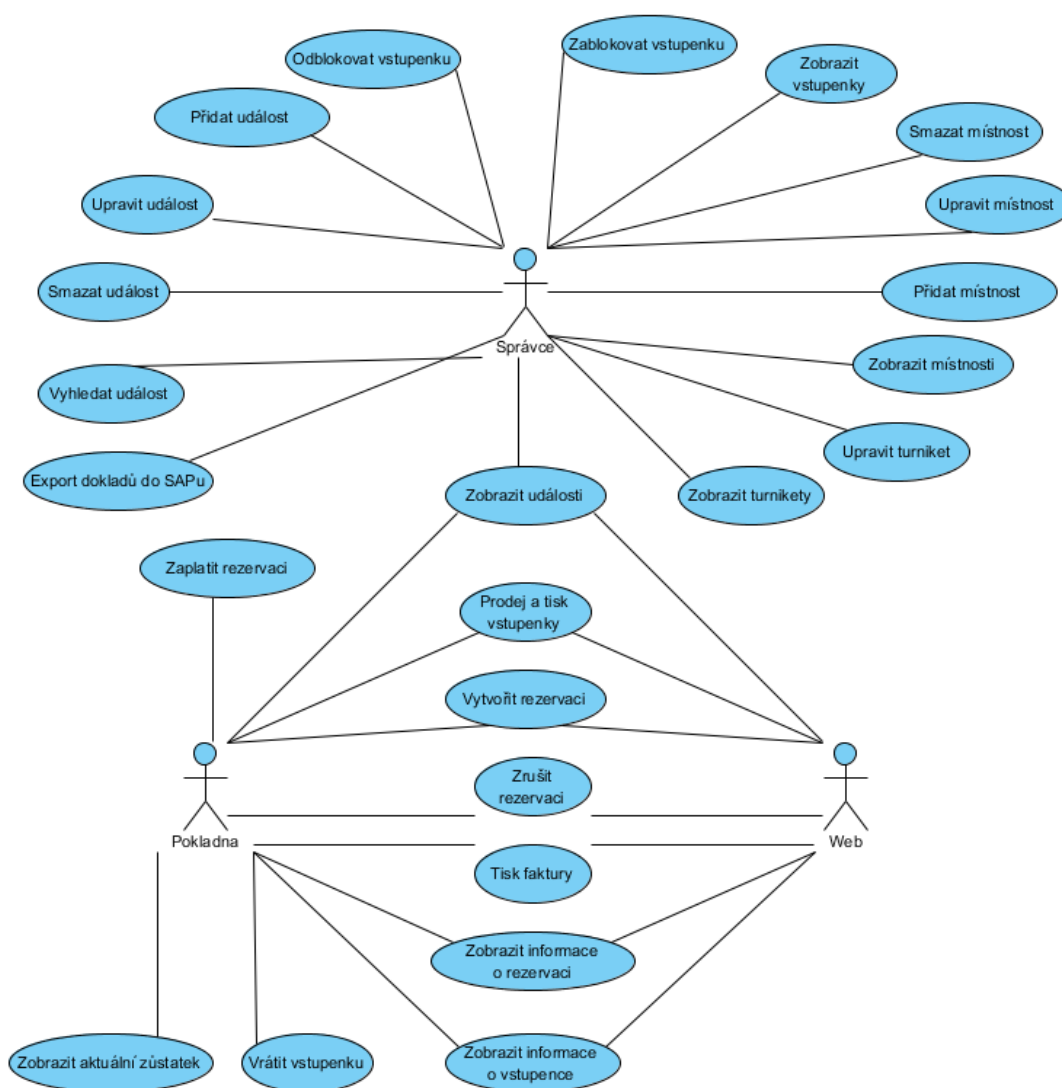 Zablokovat vstupenku
Odblokovat vstupenku
Zobrazit
vstupenky
Přidat událost
Smazat místnost
Upravit událost
Upravit místnost
Smazat událost
Přidat místnost
Správce
Zobrazit místnosti
Vyhledat událost
Upravit turniket
Export dokladů do SAPu
Zobrazit události
Zobrazit turnikety
Zaplatit rezervaci
Prodej a tisk
vstupenky
Vytvořit rezervaci
Zrušit
rezervaci
Pokladna
Web
Tisk faktury
Zobrazit informace
o rezervaci
Zobrazit aktuální zůstatek
Vrátit vstupenku
Zobrazit informace
o vstupence